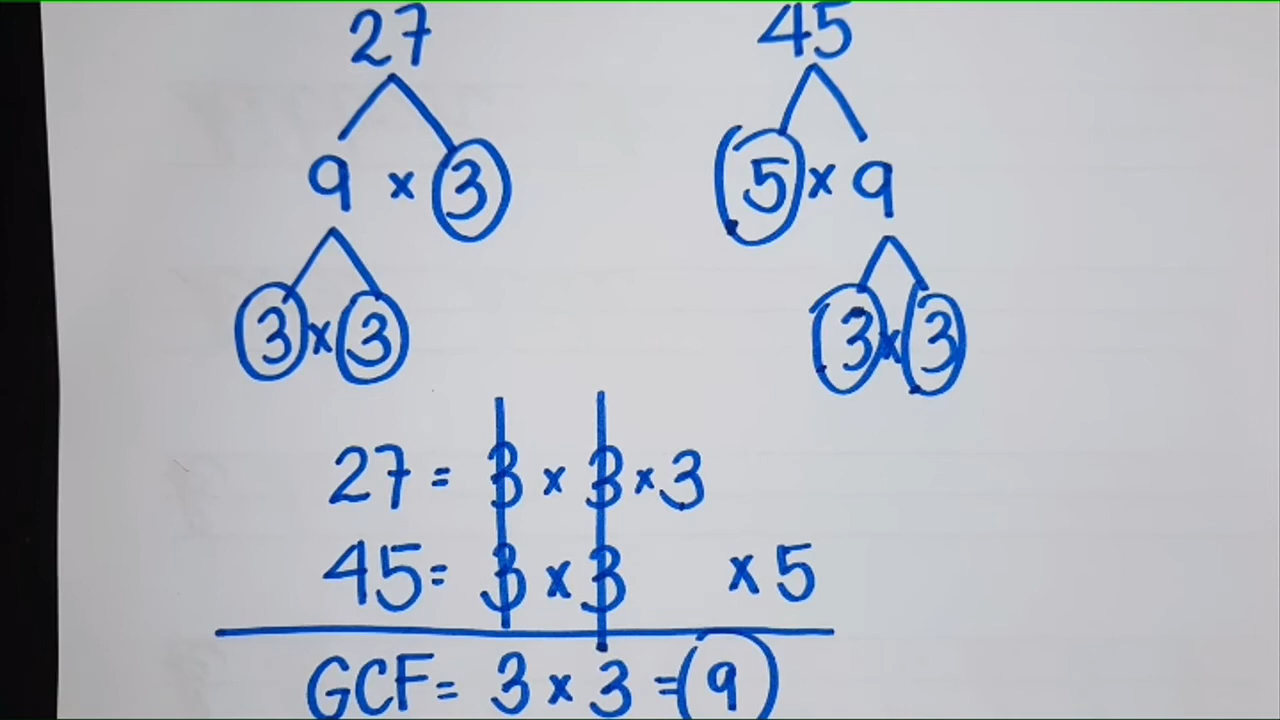 27 45
9 × 3 5 × 9
3 × 3 3 × 3
27 = 3 × 3 × 3
45 = 3 × 3 × 5
GCF = 3 × 3 = 9